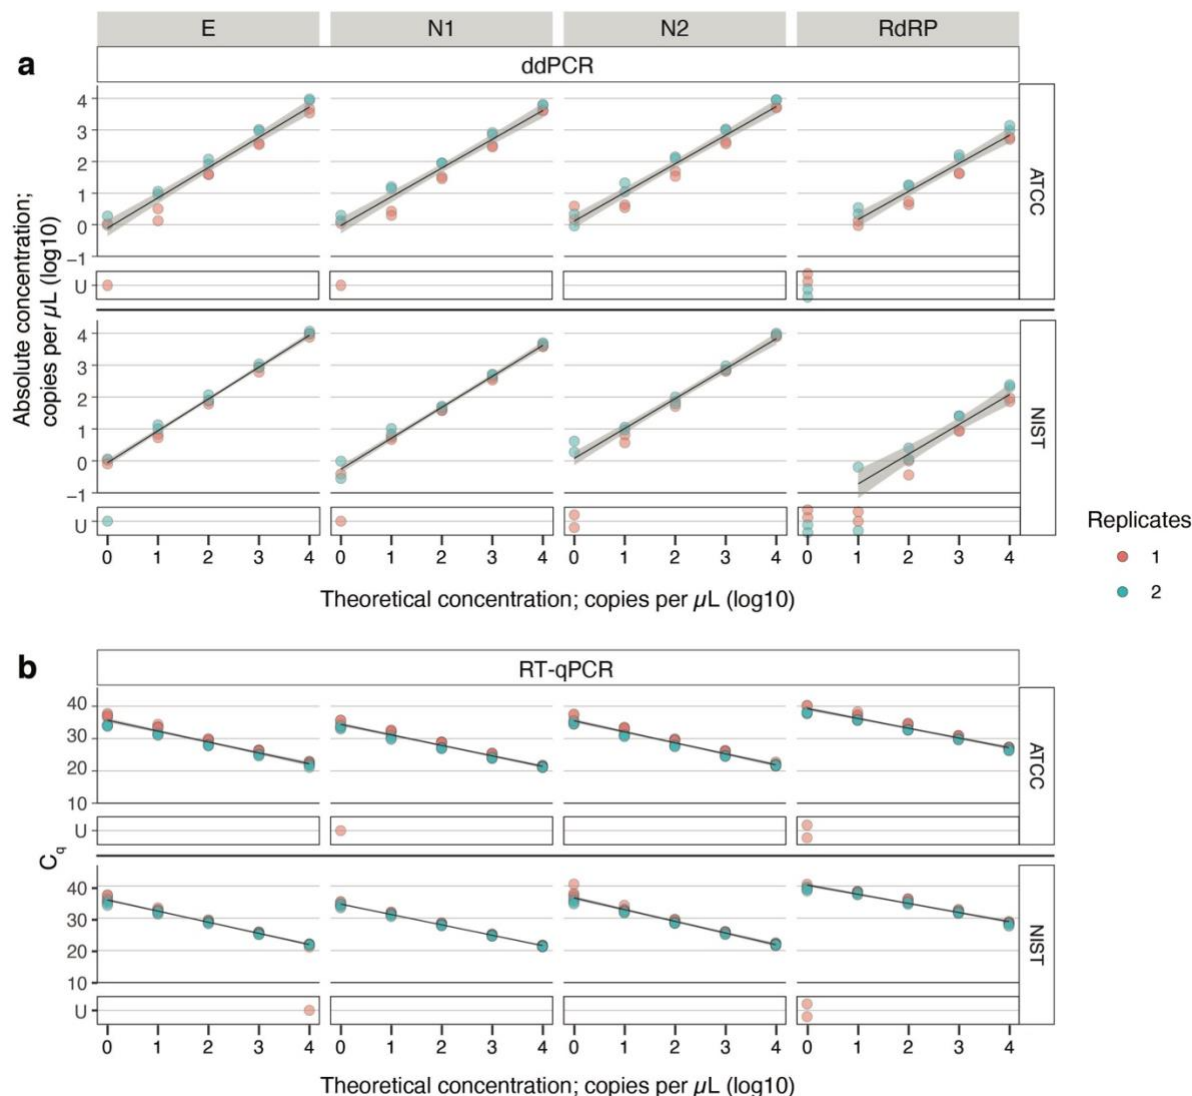 E N1 N2 RdRP
a
ddPCR
Absolute concentration;
copies per µL (log10)
4
3
2
1
0
−1
U
ATCC
4
3
2
1
0
−1
U
NIST
0 1 2 3 4 0 1 2 3 4 0 1 2 3 4 0 1 2 3 4
Theoretical concentration; copies per µL (log10)
Replicates
1
2
b
RT-qPCR
Cq
40
30
20
10
U
ATCC
40
30
20
10
U
NIST
0 1 2 3 4 0 1 2 3 4 0 1 2 3 4 0 1 2 3 4
Theoretical concentration; copies per µL (log10)